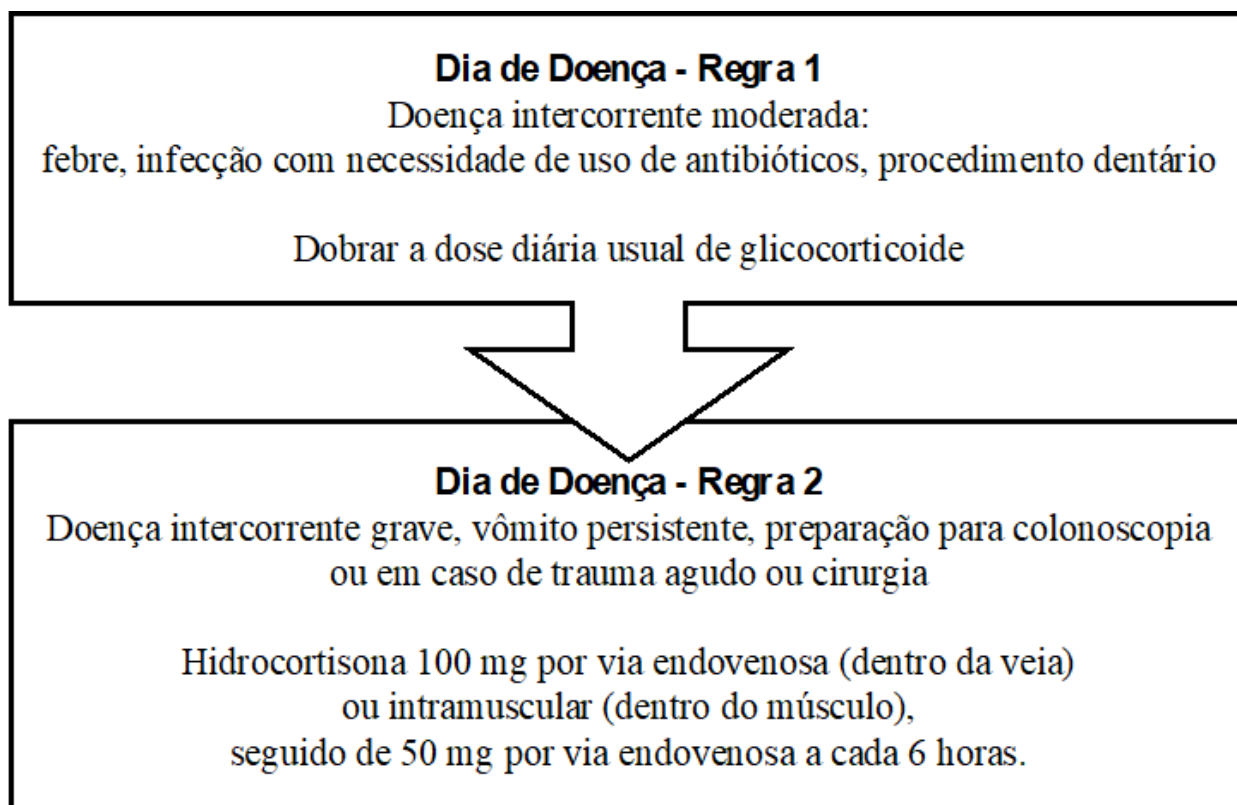 Dia de Doença - Regra 1
Doença intercorrente moderada:
febre, infecção com necessidade de uso de antibióticos, procedimento dentário
Dobrar a dose diária usual de glicocorticoide
Dia de Doença - Regra 2
Doença intercorrente grave, vômito persistente, preparação para colonoscopia
ou em caso de trauma agudo ou cirurgia
Hidrocortisona 100 mg por via endovenosa (dentro da veia)
ou intramuscular (dentro do músculo),
seguido de 50 mg por via endovenosa a cada 6 horas.